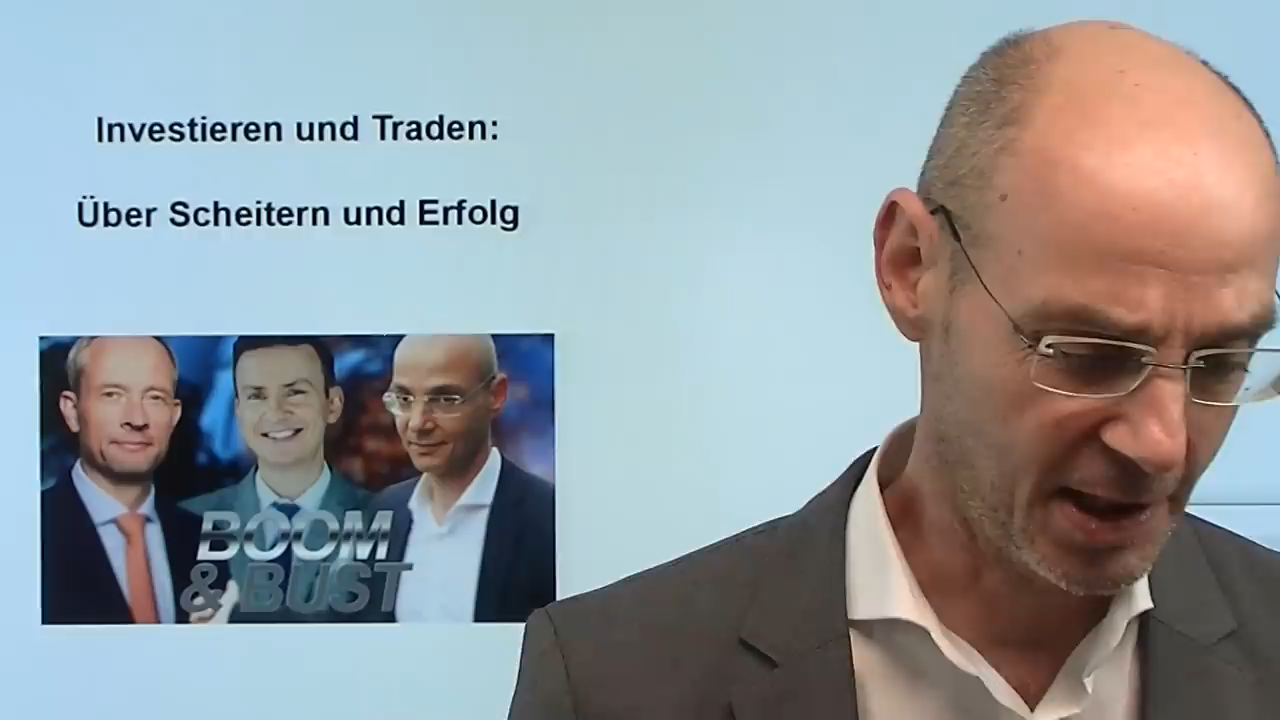 Investieren und Traden:
Über Scheitern und Erfolg
BOOM
& BUST